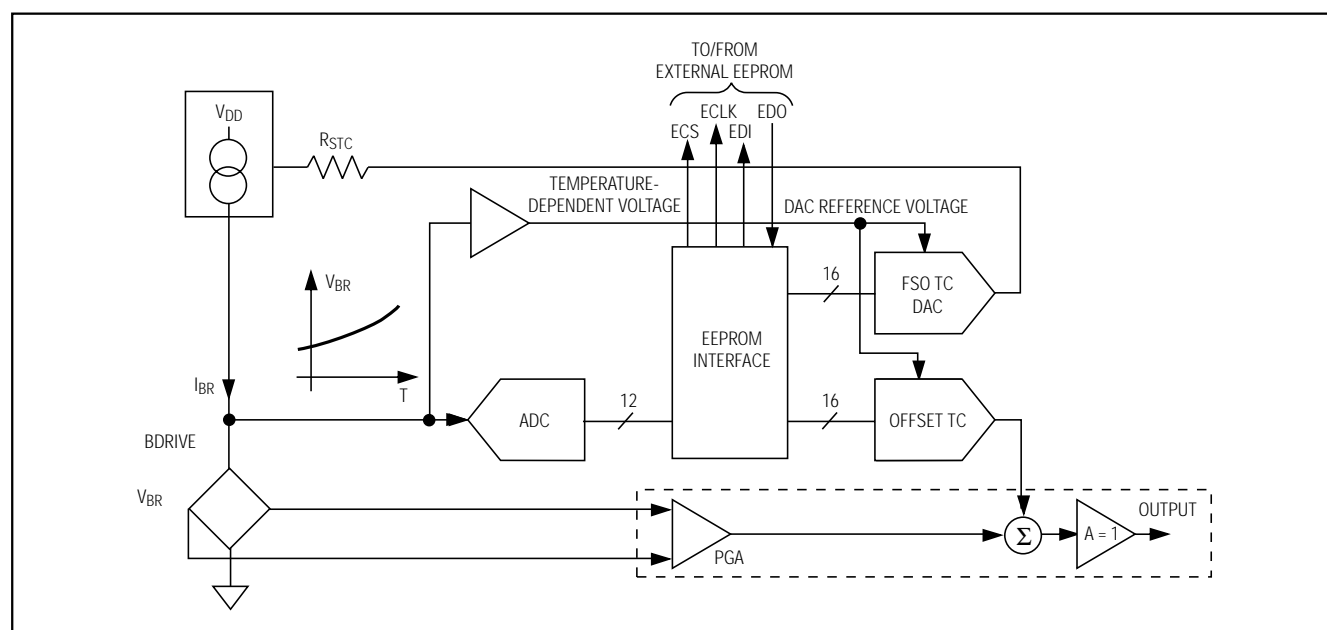 TO/FROM
EXTERNAL EEPROM
VDD
RSTC
ECS
ECLK
EDI
EDO
TEMPERATURE-
DEPENDENT VOLTAGE
DAC REFERENCE VOLTAGE
16
FSO TC
DAC
VBR
T
EEPROM
INTERFACE
IBR
ADC
12
16
OFFSET TC
BDRIVE
VBR
PGA
Σ
A = 1
OUTPUT